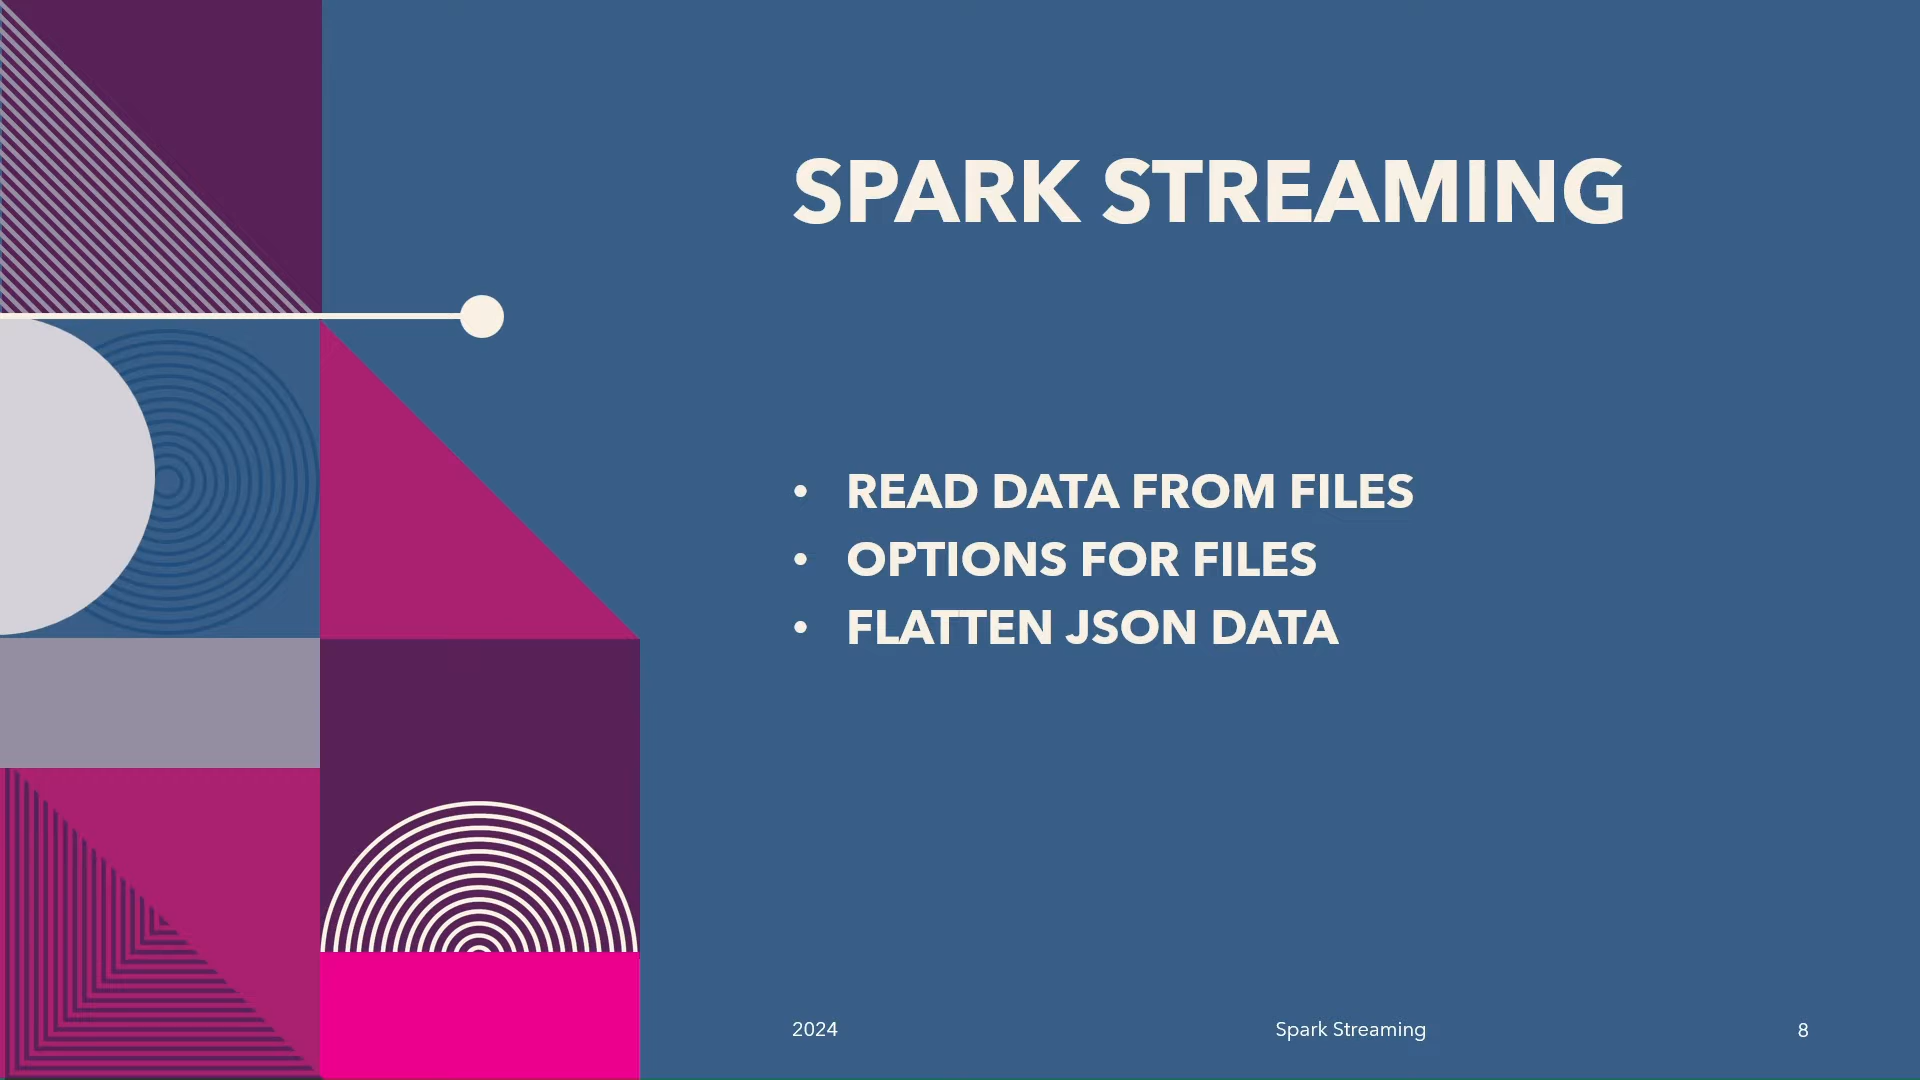 SPARK STREAMING
• READ DATA FROM FILES
• OPTIONS FOR FILES
• FLATTEN JSON DATA
2024
Spark Streaming
8